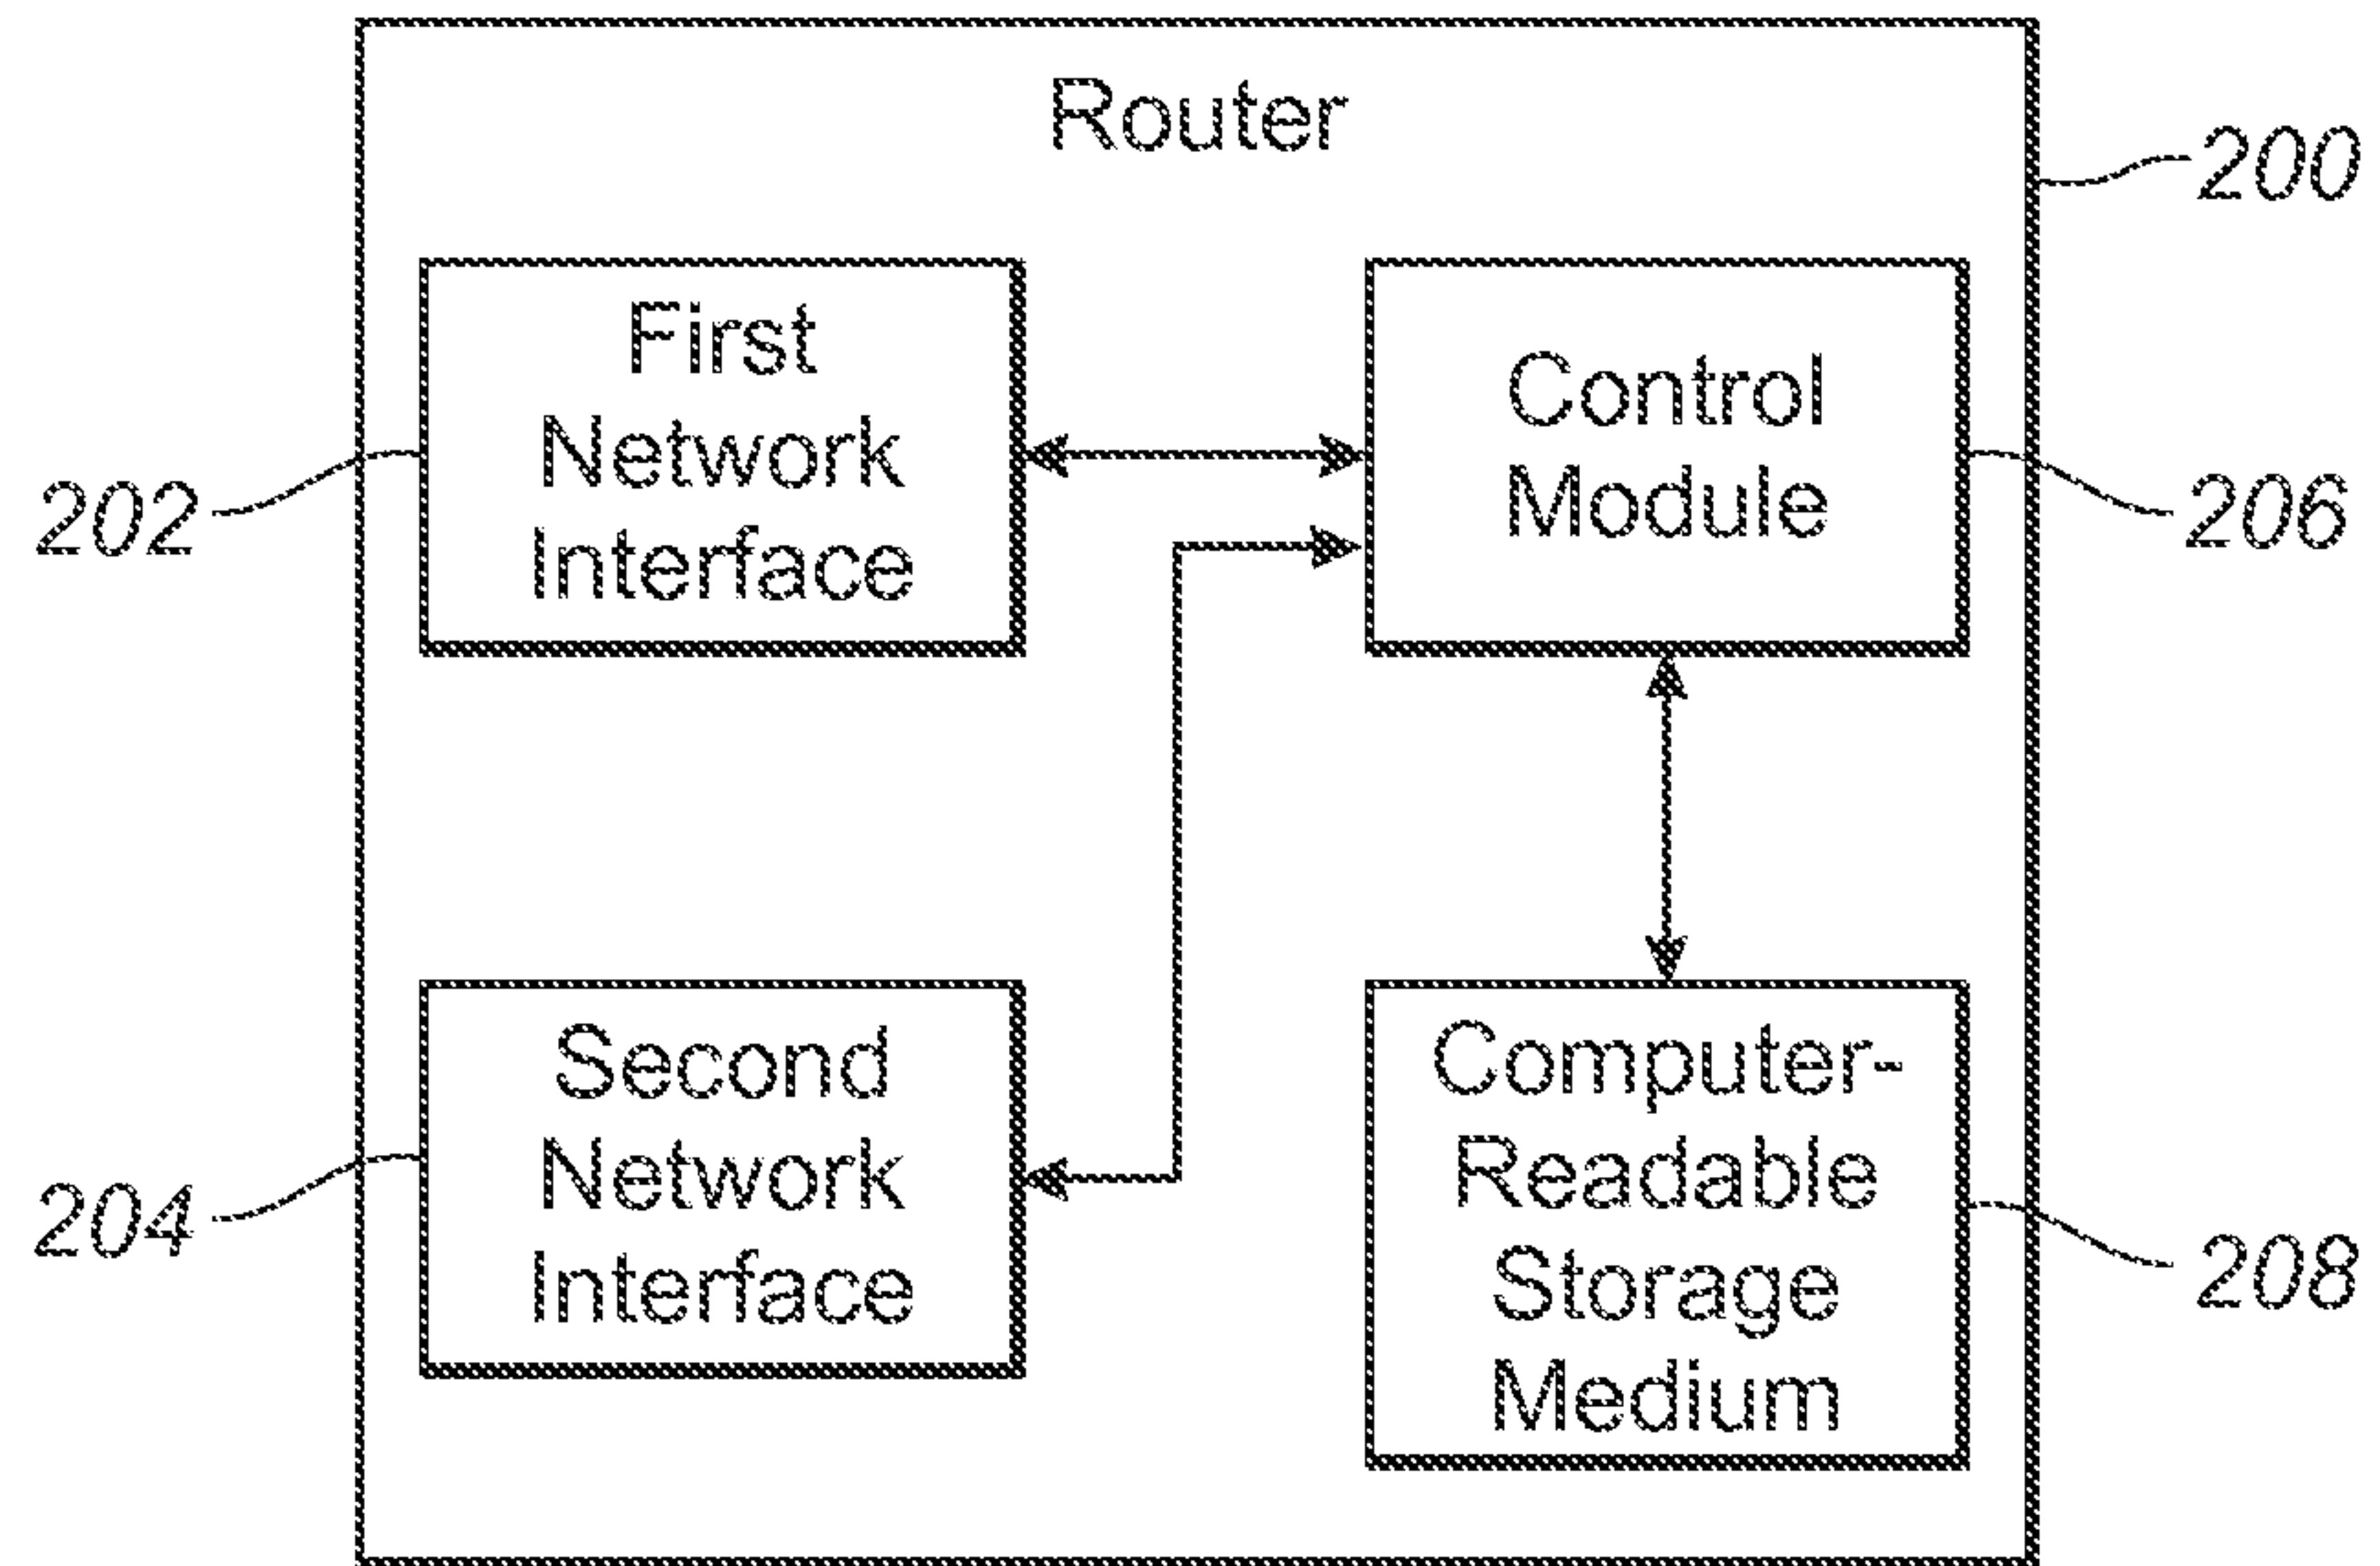 Router
200
First
Network
Interface
202
Control
Module
206
Second
Network
Interface
204
Computer-
Readable
Storage
Medium
208